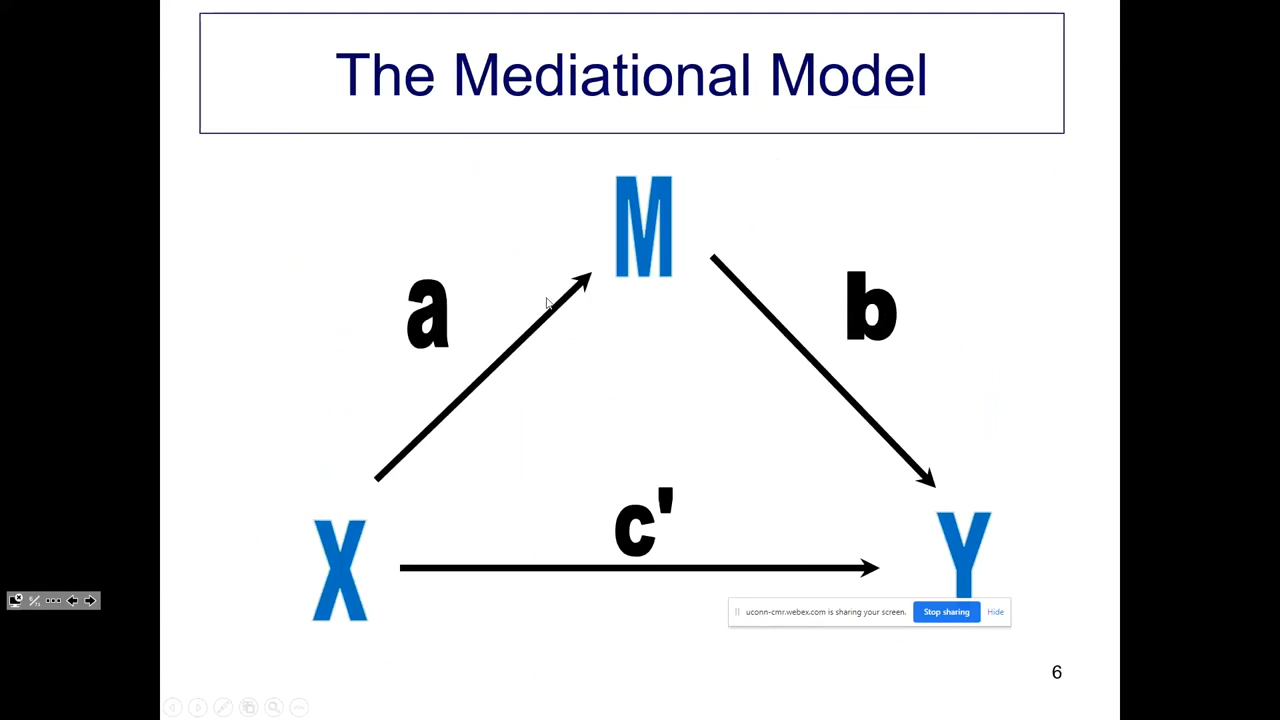 The Mediational Model
M
a
b
c'
X
Y
uconn-cmr.webex.com is sharing your screen. Stop sharing Hide
6